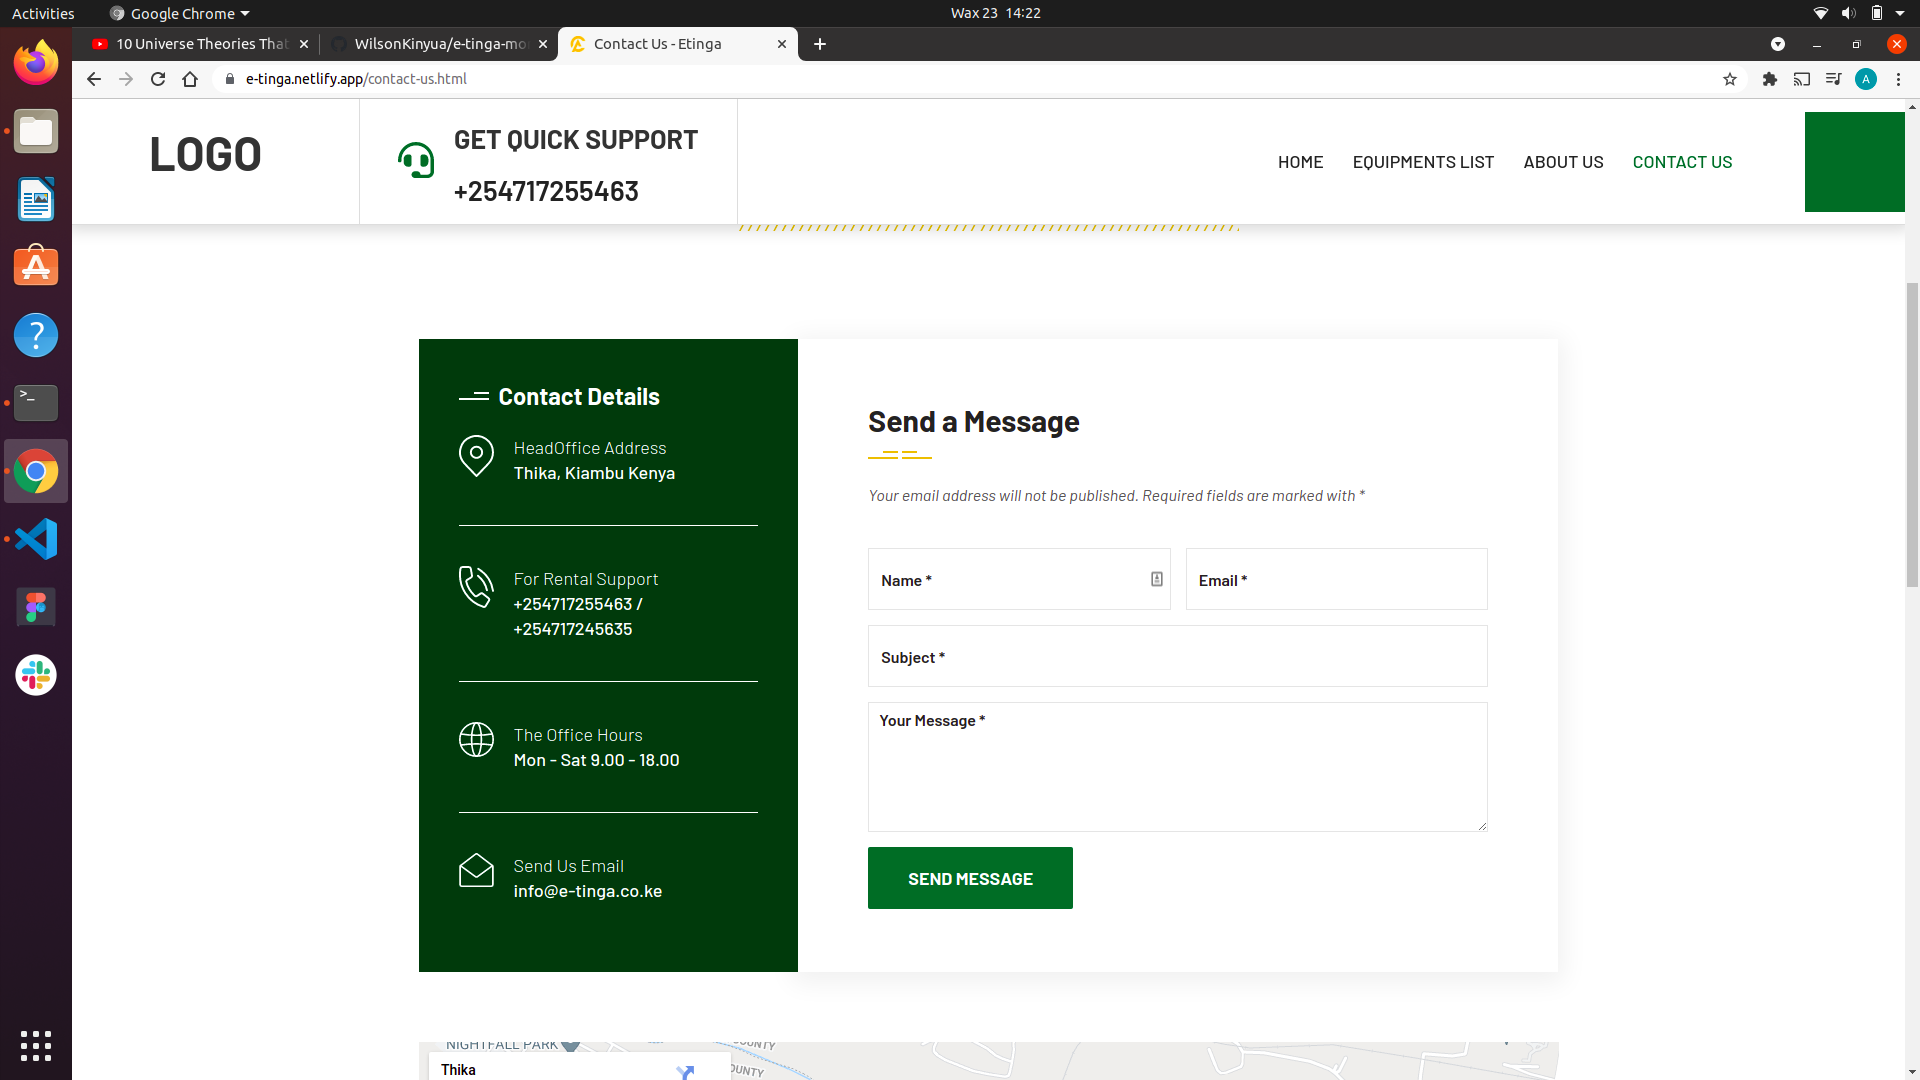 Activities
Google Chrome
Wax 23 14:22
10 Universe Theories That
WilsonKinyua/e-tinga-mo
Contact Us - Etinga
e-tinga.netlify.app/contact-us.html
A
LOGO
GET QUICK SUPPORT
+254717255463
HOME
EQUIPMENTS LIST
ABOUT US
CONTACT US
Contact Details
HeadOffice Address
Thika, Kiambu Kenya
For Rental Support
+254717255463 /
+254717245635
The Office Hours
Mon - Sat 9.00 - 18.00
Send Us Email
info@e-tinga.co.ke
Send a Message
Your email address will not be published. Required fields are marked with *
Name *
Email *
Subject *
Your Message *
SEND MESSAGE
NIGHTFALL PARK
COUNTY
COUNTY
Thika